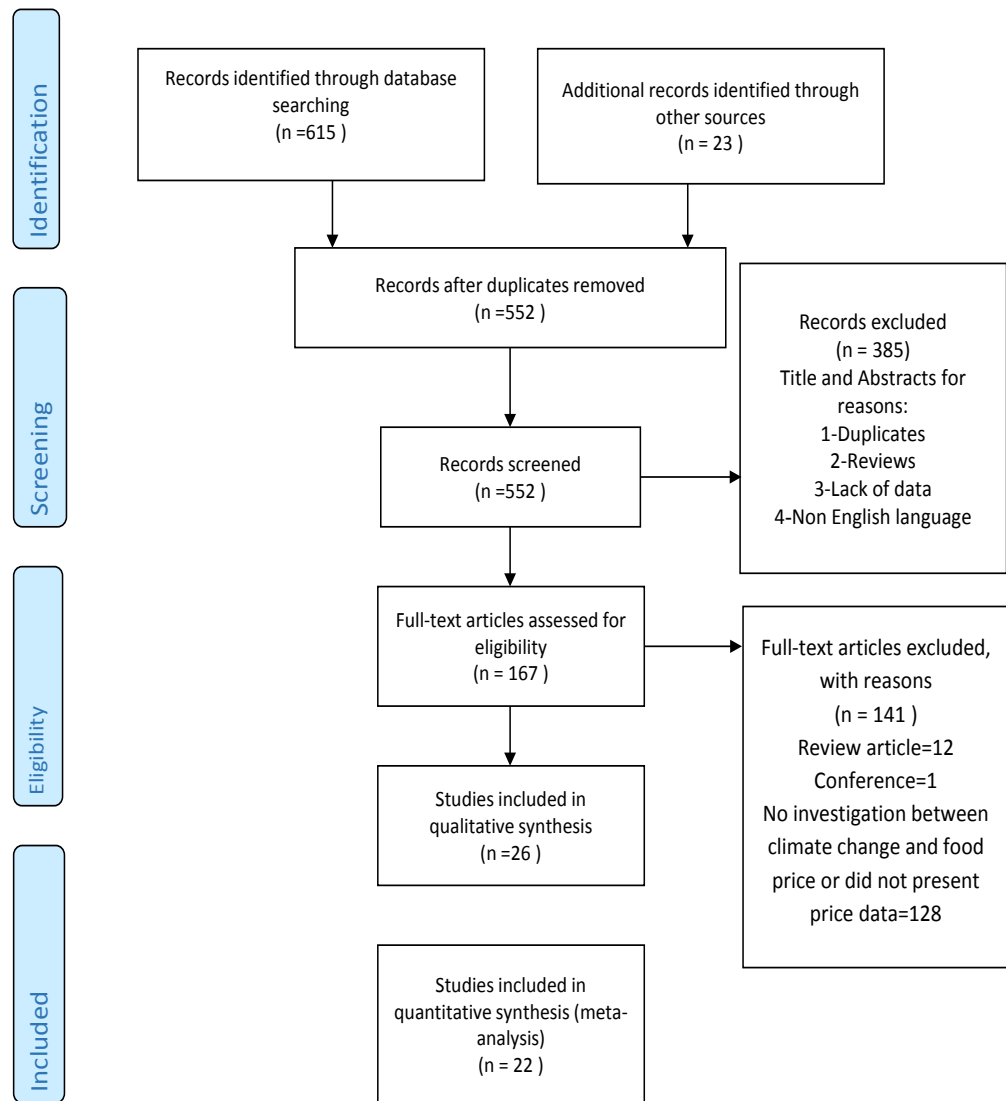 Identification
Records identified through database
searching
(n =615 )
Additional records identified through
other sources
(n = 23 )
Records after duplicates removed
(n =552 )
Screening
Records screened
(n =552 )
Records excluded
(n = 385)
Title and Abstracts for
reasons:
1-Duplicates
2-Reviews
3-Lack of data
4-Non English language
Eligibility
Full-text articles assessed for
eligibility
(n = 167 )
Full-text articles excluded,
with reasons
(n = 141 )
Review article=12
Conference=1
No investigation between
climate change and food
price or did not present
price data=128
Studies included in
qualitative synthesis
(n =26 )
Included
Studies included in
quantitative synthesis (meta-
analysis)
(n = 22 )